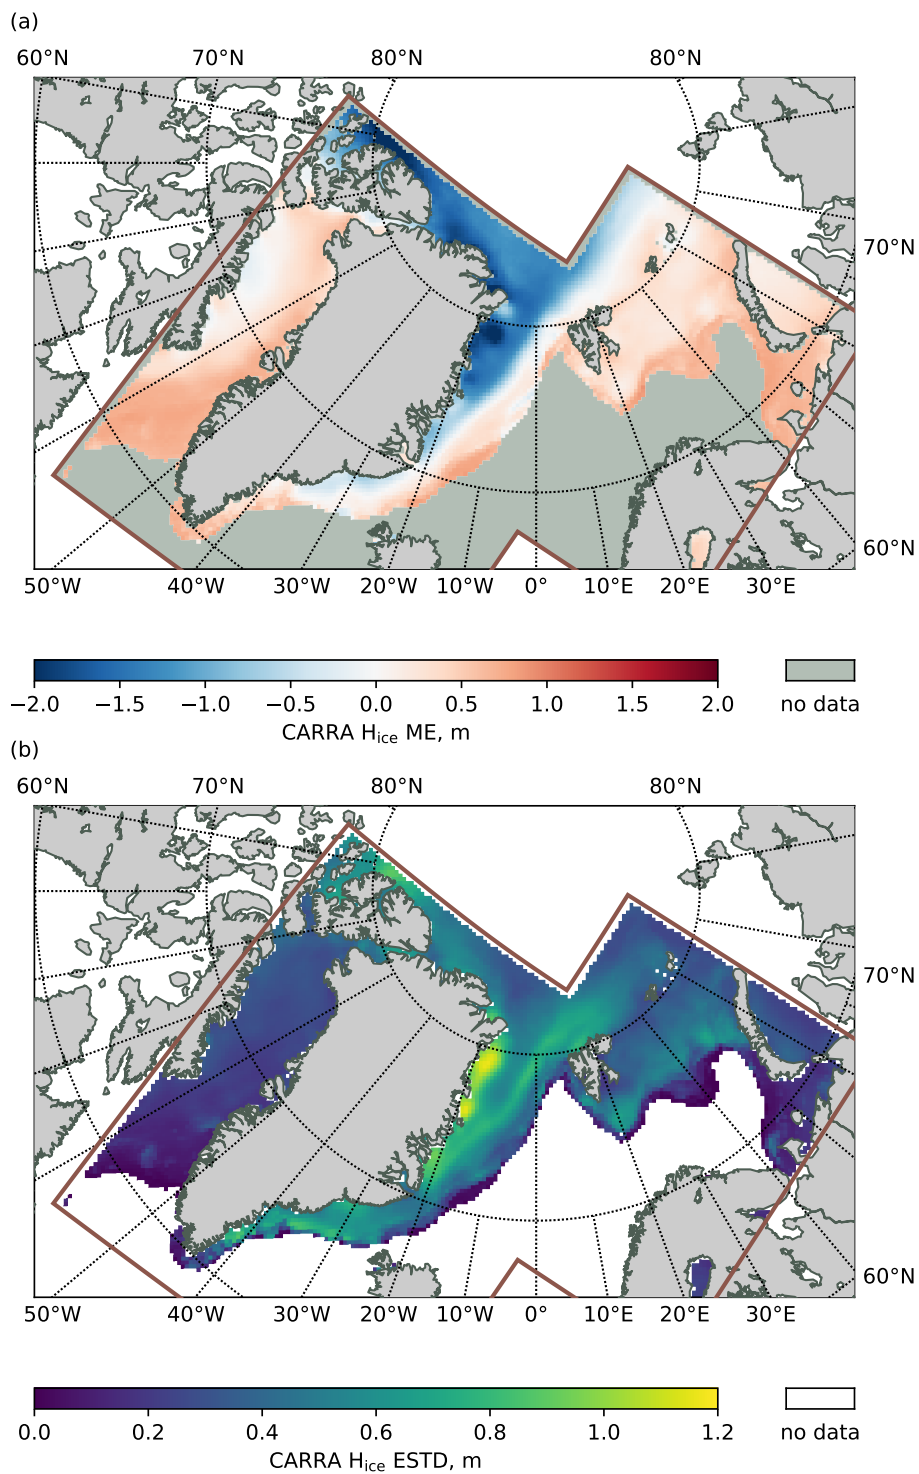 (a)
60°N 70°N 80°N 80°N
70°N
60°N
50°W 40°W 30°W 20°W 10°W 0° 10°E 20°E 30°E
−2.0 −1.5 −1.0 −0.5 0.0 0.5 1.0 1.5 2.0 no data
CARRA Hice ME, m
(b)
60°N 70°N 80°N 80°N
70°N
60°N
50°W 40°W 30°W 20°W 10°W 0° 10°E 20°E 30°E
0.0 0.2 0.4 0.6 0.8 1.0 1.2 no data
CARRA Hice ESTD, m